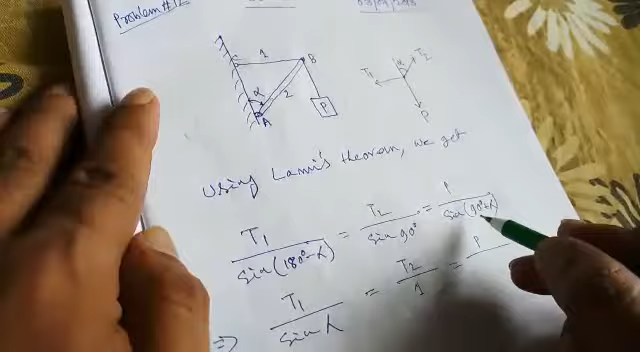 Problem #12
1
B
α
2
A
P
T₁
α
T₂
P
Using Lami's theorem, we get
T₁/sin(180°-α) = T₂/sin 90° = P/sin(90°+α)
⇒ T₁/sin α = T₂/1 = P